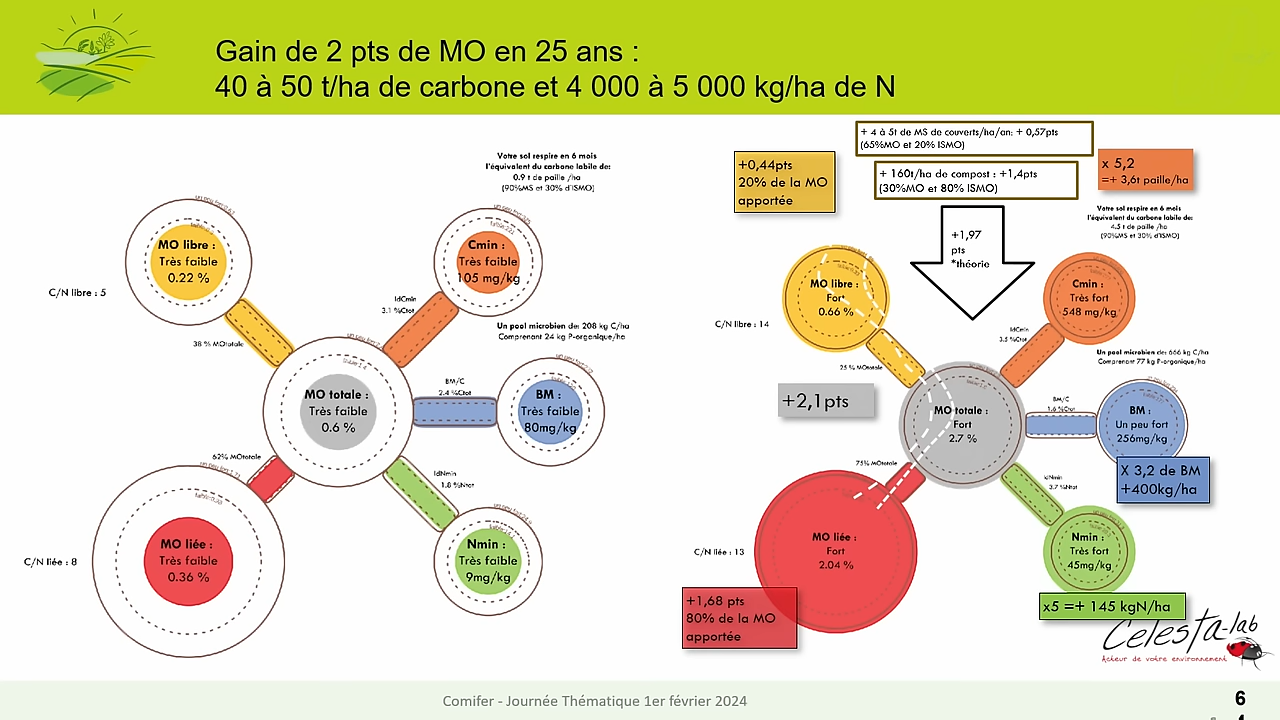 Gain de 2 pts de MO en 25 ans :
40 à 50 t/ha de carbone et 4 000 à 5 000 kg/ha de N
Votre sol respire en 6 mois
l'équivalent du carbone labile de:
0.9 t de paille /ha
(90%MS et 30% d'ISMO)
MO libre :
Très faible
0.22 %
C/N libre : 5
38 % MOtotale
Cmin :
Très faible
105 mg/kg
IdCmin
3.1 %Ctot
Un pool microbien de: 208 kg C/ha
Comprenant 24 kg P-organique/ha
MO totale :
Très faible
0.6 %
BM/C
2.4 %Ctot
BM :
Très faible
80mg/kg
62% MOtotale
MO liée :
Très faible
0.36 %
C/N liée : 8
IdNmin
1.8 %Ntot
Nmin :
Très faible
9mg/kg
+ 4 à 5t de MS de couverts/ha/an: + 0,57pts
(65%MO et 20% ISMO)
+ 160t/ha de compost : +1,4pts
(30%MO et 80% ISMO)
+0,44pts
20% de la MO
apportée
x 5,2
=+ 3,6t paille/ha
+1,97
pts
*théorie
Votre sol respire en 6 mois
l'équivalent du carbone labile de:
4.5 t de paille /ha
(90%MS et 30% d'ISMO)
MO libre :
Fort
0.66 %
C/N libre : 14
25 % MOtotale
Cmin :
Très fort
548 mg/kg
IdCmin
3.5 %Ctot
Un pool microbien de: 666 kg C/ha
Comprenant 77 kg P-organique/ha
+2,1pts
MO totale :
Fort
2.7 %
BM/C
1.6 %Ctot
BM :
Un peu fort
256mg/kg
X 3,2 de BM
+400kg/ha
75% MOtotale
MO liée :
Fort
2.04 %
C/N liée : 13
IdNmin
3.7 %Ntot
Nmin :
Très fort
45mg/kg
+1,68 pts
80% de la MO
apportée
x5 =+ 145 kgN/ha
Celesta-lab
Acteur de votre environnement
Comifer - Journée Thématique 1er février 2024
6